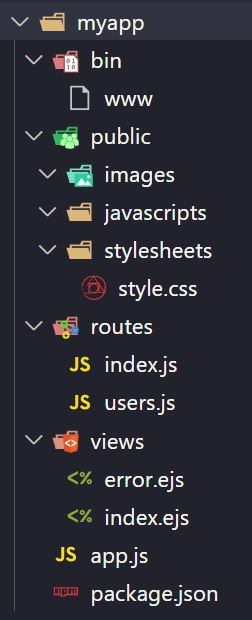 myapp
bin
www
public
images
javascripts
stylesheets
style.css
routes
JS index.js
JS users.js
views
<%> error.ejs
<%> index.ejs
JS app.js
npm package.json